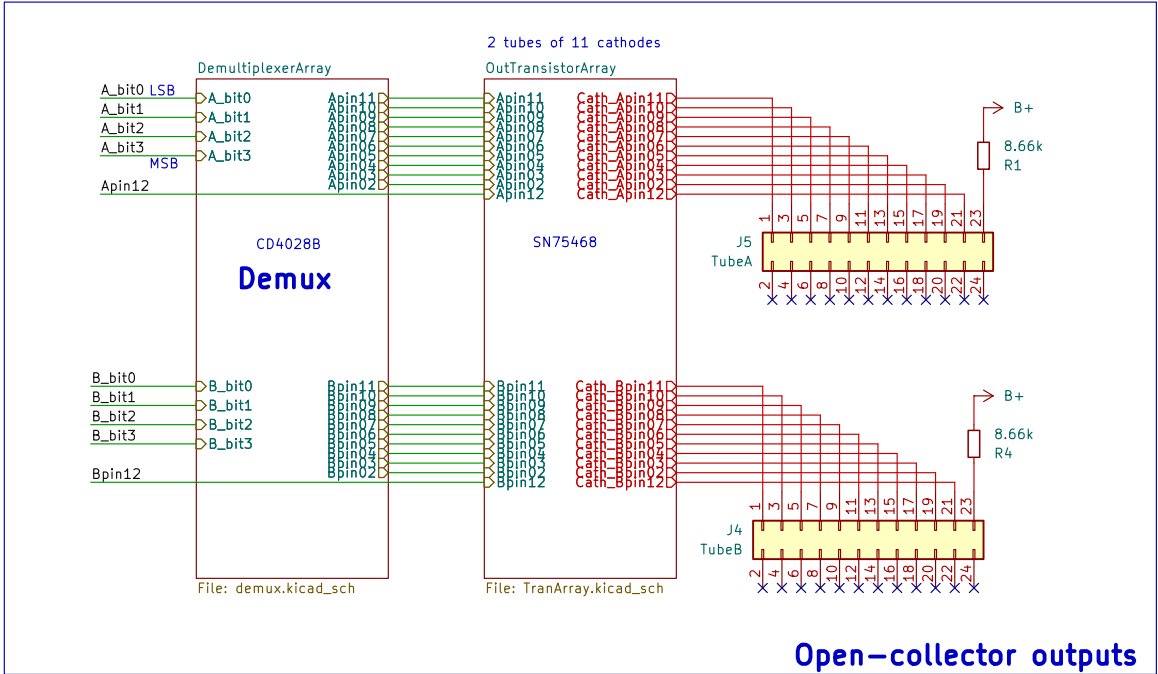 2 tubes of 11 cathodes
DemultiplexerArray
OutTransistorArray
A_bit0 LSB
A_bit1
A_bit2
A_bit3
MSB
Apin12
A_bit0
A_bit1
A_bit2
A_bit3
Apin11
Apin10
Apin09
Apin08
Apin07
Apin06
Apin05
Apin04
Apin03
Apin02
Apin11
Apin10
Apin09
Apin08
Apin07
Apin06
Apin05
Apin04
Apin03
Apin02
Apin12
Cath_Apin11
Cath_Apin10
Cath_Apin09
Cath_Apin08
Cath_Apin07
Cath_Apin06
Cath_Apin05
Cath_Apin04
Cath_Apin03
Cath_Apin02
Cath_Apin12
B+
8.66k
R1
1 3 5 7 9 11 13 15 17 19 21 23
J5
TubeA
2 4 6 8 10 12 14 16 18 20 22 24
CD4028B
Demux
SN75468
B_bit0
B_bit1
B_bit2
B_bit3
Bpin12
B_bit0
B_bit1
B_bit2
B_bit3
Bpin11
Bpin10
Bpin09
Bpin08
Bpin07
Bpin06
Bpin05
Bpin04
Bpin03
Bpin02
Bpin11
Bpin10
Bpin09
Bpin08
Bpin07
Bpin06
Bpin05
Bpin04
Bpin03
Bpin02
Bpin12
Cath_Bpin11
Cath_Bpin10
Cath_Bpin09
Cath_Bpin08
Cath_Bpin07
Cath_Bpin06
Cath_Bpin05
Cath_Bpin04
Cath_Bpin03
Cath_Bpin02
Cath_Bpin12
B+
8.66k
R4
1 3 5 7 9 11 13 15 17 19 21 23
J4
TubeB
2 4 6 8 10 12 14 16 18 20 22 24
File: demux.kicad_sch
File: TranArray.kicad_sch
Open-collector outputs